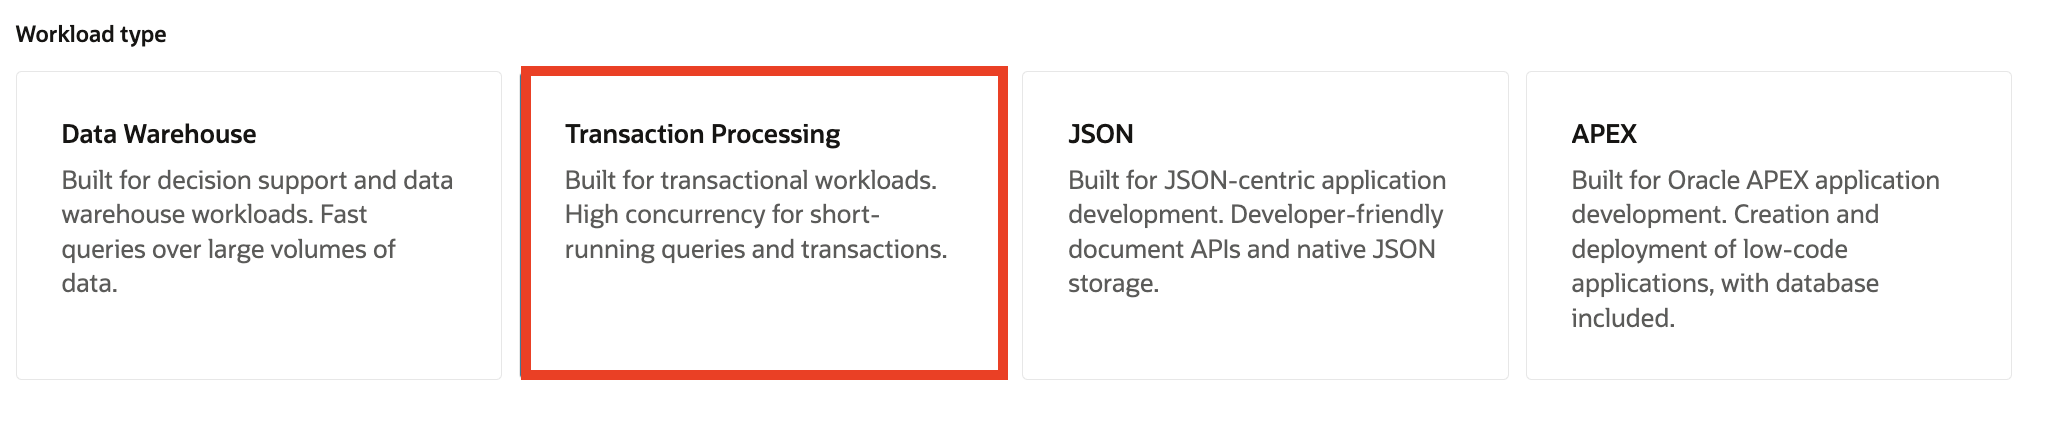 Workload type
Data Warehouse
Built for decision support and data
warehouse workloads. Fast
queries over large volumes of
data.
Transaction Processing
Built for transactional workloads.
High concurrency for short-
running queries and transactions.
JSON
Built for JSON-centric application
development. Developer-friendly
document APIs and native JSON
storage.
APEX
Built for Oracle APEX application
development. Creation and
deployment of low-code
applications, with database
included.